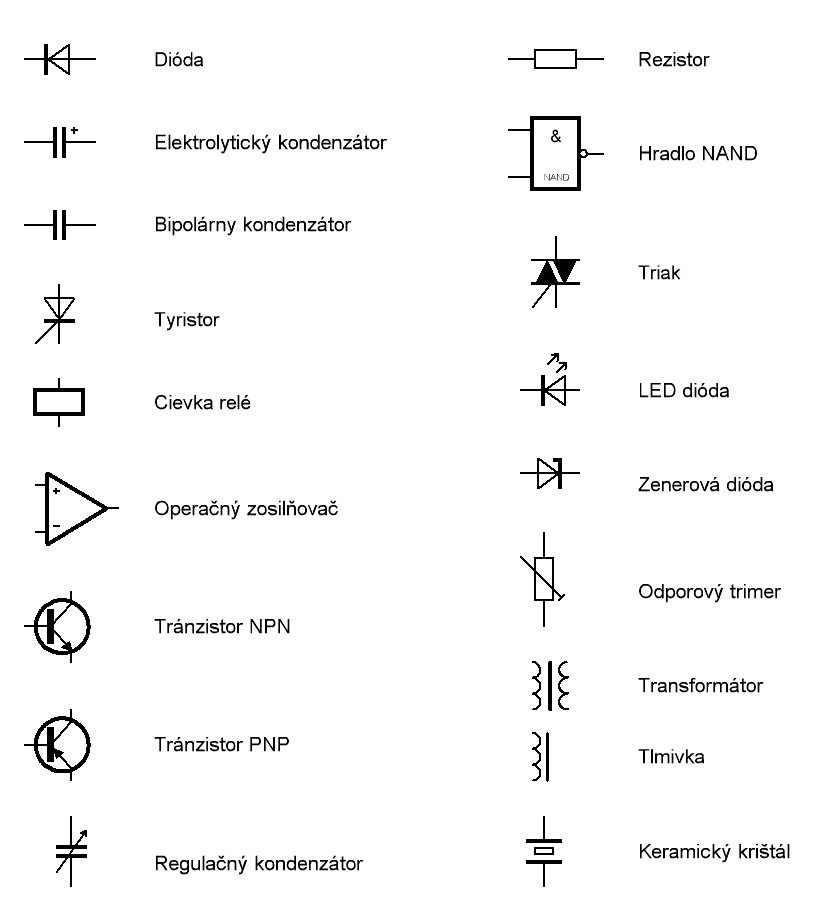 Dióda
Elektrolytický kondenzátor
+
Bipolárny kondenzátor
Tyristor
Cievka relé
Operačný zosilňovač
+
−
Tránzistor NPN
Tránzistor PNP
Regulačný kondenzátor
Rezistor
&
NAND
Hradlo NAND
Triak
LED dióda
Zenerová dióda
Odporový trimer
Transformátor
Tlmivka
Keramický krištál